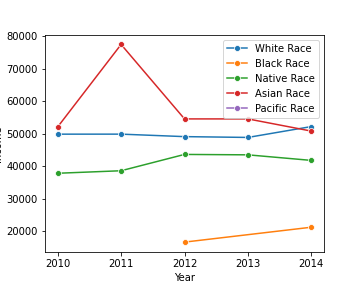 80000
70000
60000
50000
40000
30000
20000
White Race
Black Race
Native Race
Asian Race
Pacific Race
2010 2011 2012 2013 2014
Year